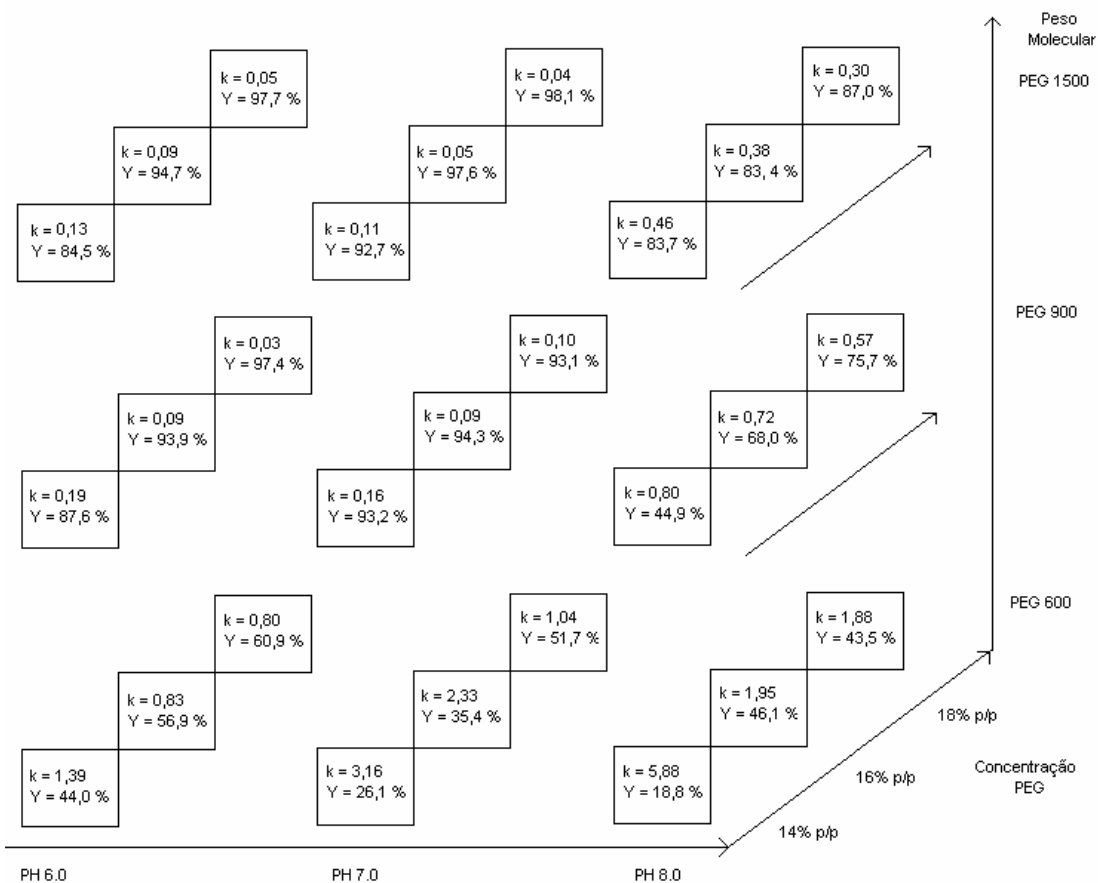 Peso
Molecular
k = 0,05
Y = 97,7 %
k = 0,04
Y = 98,1 %
k = 0,30
Y = 87,0 %
PEG 1500
k = 0,09
Y = 94,7 %
k = 0,05
Y = 97,6 %
k = 0,38
Y = 83, 4 %
k = 0,13
Y = 84,5 %
k = 0,11
Y = 92,7 %
k = 0,46
Y = 83,7 %
PEG 900
k = 0,03
Y = 97,4 %
k = 0,10
Y = 93,1 %
k = 0,57
Y = 75,7 %
k = 0,09
Y = 93,9 %
k = 0,09
Y = 94,3 %
k = 0,72
Y = 68,0 %
k = 0,19
Y = 87,6 %
k = 0,16
Y = 93,2 %
k = 0,80
Y = 44,9 %
PEG 600
k = 0,80
Y = 60,9 %
k = 1,04
Y = 51,7 %
k = 1,88
Y = 43,5 %
k = 0,83
Y = 56,9 %
k = 2,33
Y = 35,4 %
k = 1,95
Y = 46,1 %
18% p/p
k = 1,39
Y = 44,0 %
k = 3,16
Y = 26,1 %
k = 5,88
Y = 18,8 %
16% p/p
Concentração
PEG
14% p/p
PH 6.0
PH 7.0
PH 8.0